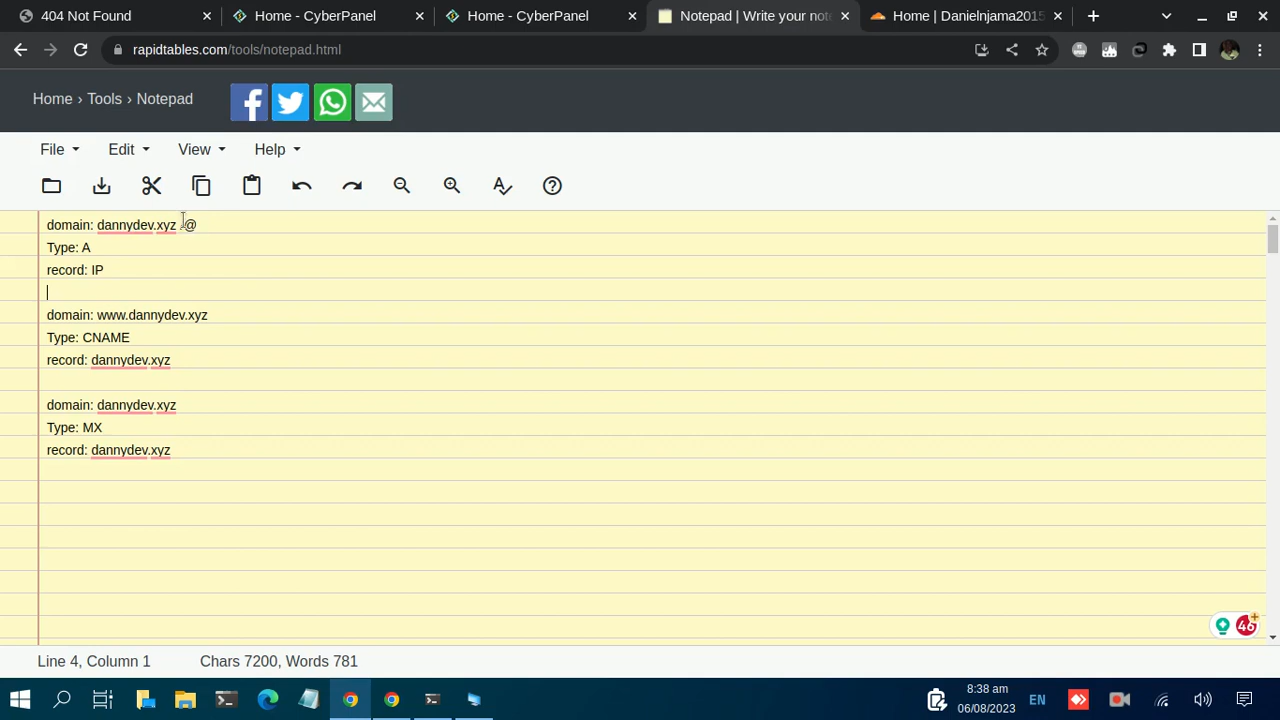 404 Not Found
Home - CyberPanel
Home - CyberPanel
Notepad | Write your note
Home | Danielnjama2015
rapidtables.com/tools/notepad.html
Home › Tools › Notepad
File Edit View Help
domain: dannydev.xyz @
Type: A
record: IP
domain: www.dannydev.xyz
Type: CNAME
record: dannydev.xyz
domain: dannydev.xyz
Type: MX
record: dannydev.xyz
46
Line 4, Column 1 Chars 7200, Words 781
8:38 am
EN
06/08/2023